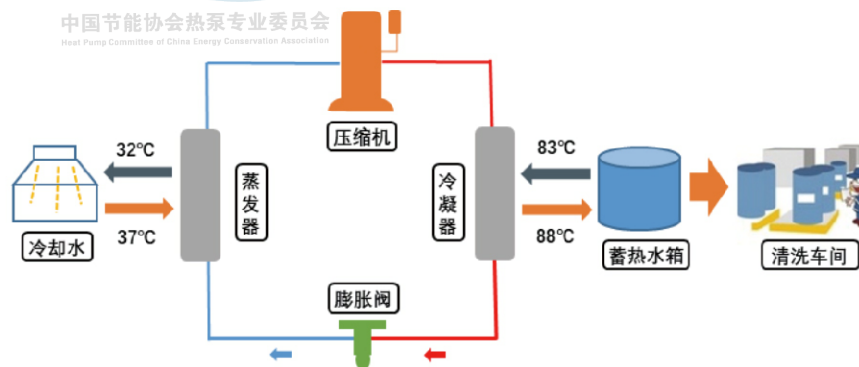 中国节能协会热泵专业委员会
Heat Pump Committee of China Energy Conservation Association
压缩机
32℃
83℃
蒸发器
冷凝器
37℃
88℃
冷却水
蓄热水箱
清洗车间
膨胀阀